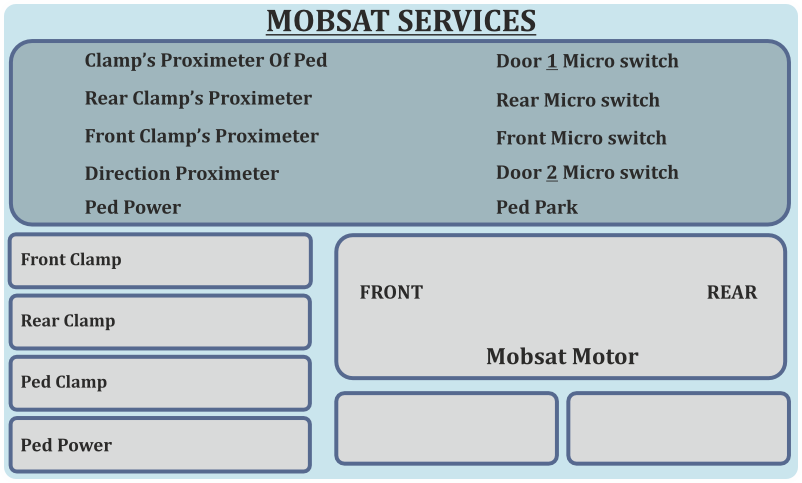 MOBSAT SERVICES
Clamp’s Proximeter Of Ped
Rear Clamp’s Proximeter
Front Clamp’s Proximeter
Direction Proximeter
Ped Power
Door 1 Micro switch
Rear Micro switch
Front Micro switch
Door 2 Micro switch
Ped Park
Front Clamp
Rear Clamp
Ped Clamp
Ped Power
FRONT
REAR
Mobsat Motor